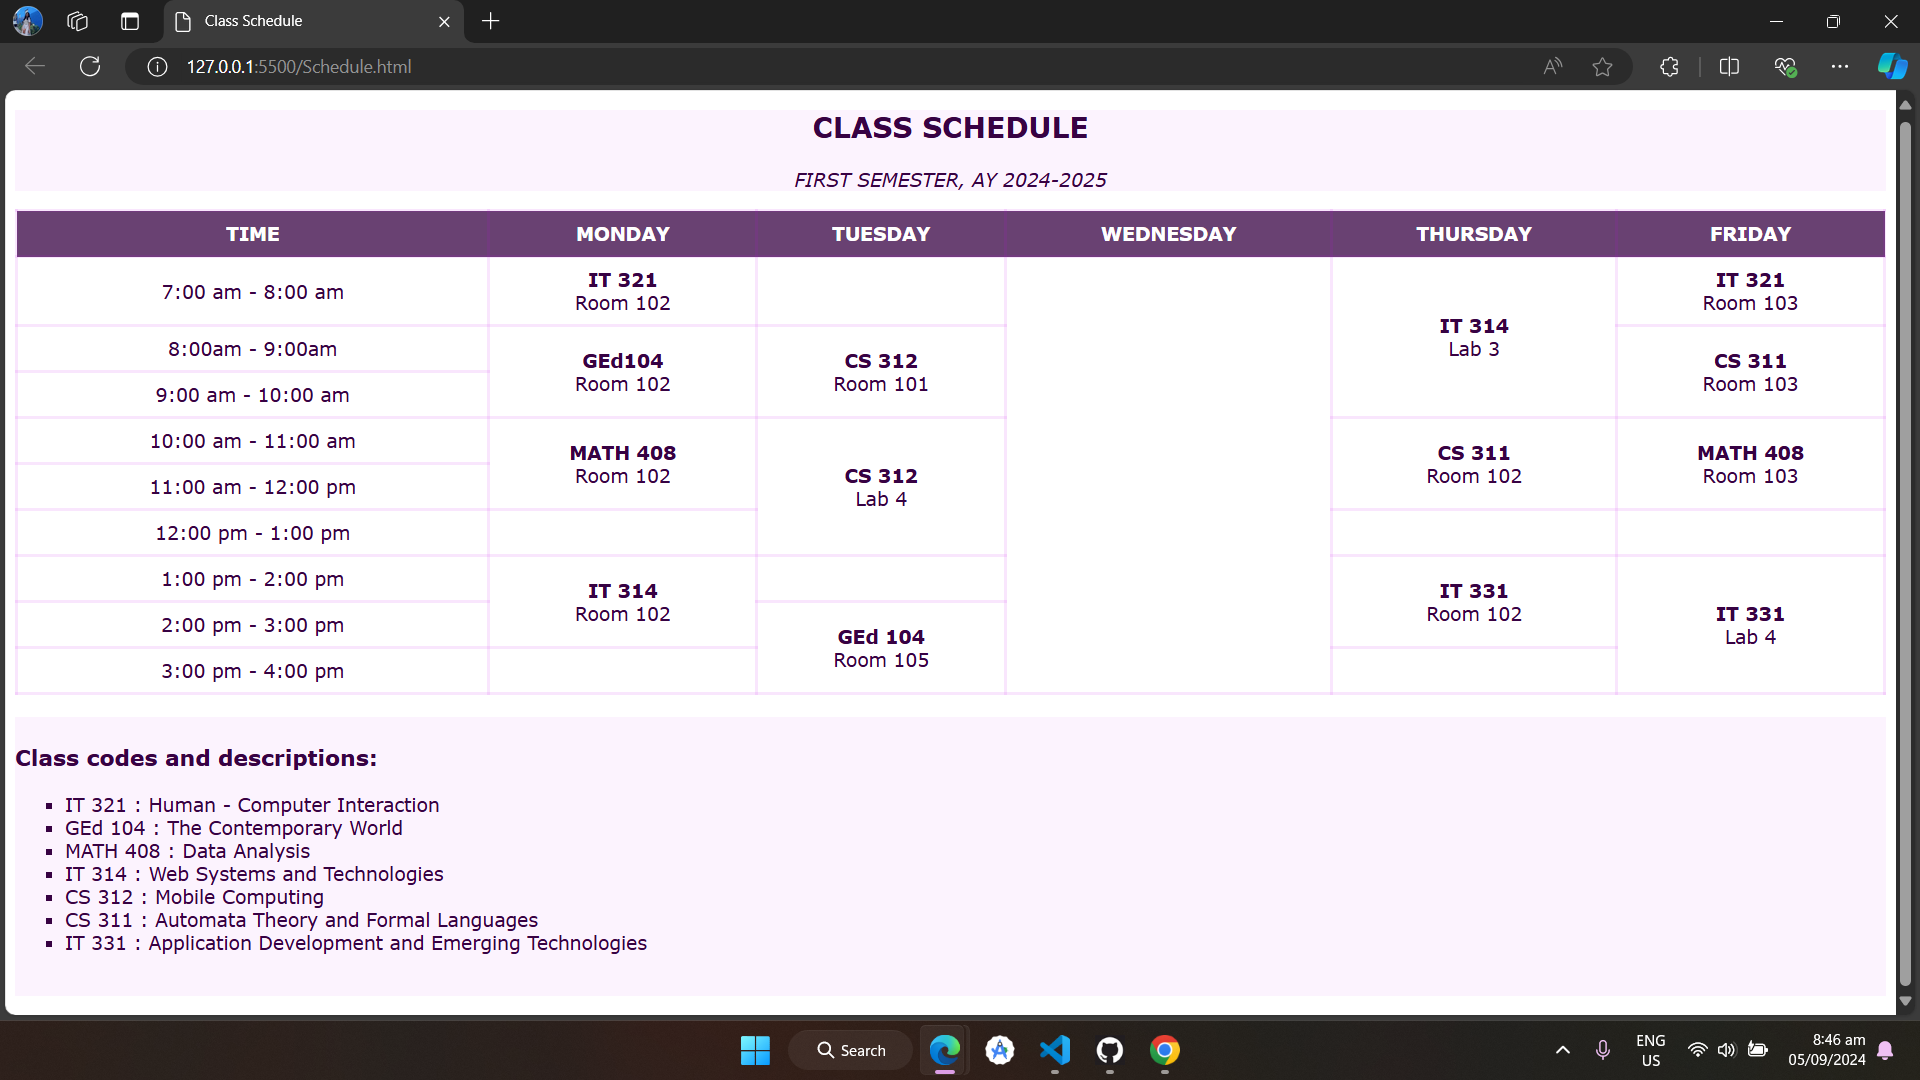 Class Schedule
127.0.0.1:5500/Schedule.html
CLASS SCHEDULE
FIRST SEMESTER, AY 2024-2025
TIME MONDAY TUESDAY WEDNESDAY THURSDAY FRIDAY
7:00 am - 8:00 am
IT 321
Room 102
IT 314
Lab 3
IT 321
Room 103
8:00am - 9:00am
GEd104
Room 102
CS 312
Room 101
CS 311
Room 103
9:00 am - 10:00 am
10:00 am - 11:00 am
MATH 408
Room 102
CS 312
Lab 4
CS 311
Room 102
MATH 408
Room 103
11:00 am - 12:00 pm
12:00 pm - 1:00 pm
1:00 pm - 2:00 pm
IT 314
Room 102
IT 331
Room 102
IT 331
Lab 4
2:00 pm - 3:00 pm
GEd 104
Room 105
3:00 pm - 4:00 pm
Class codes and descriptions:
IT 321 : Human - Computer Interaction
GEd 104 : The Contemporary World
MATH 408 : Data Analysis
IT 314 : Web Systems and Technologies
CS 312 : Mobile Computing
CS 311 : Automata Theory and Formal Languages
IT 331 : Application Development and Emerging Technologies
Search
ENG
US
8:46 am
05/09/2024